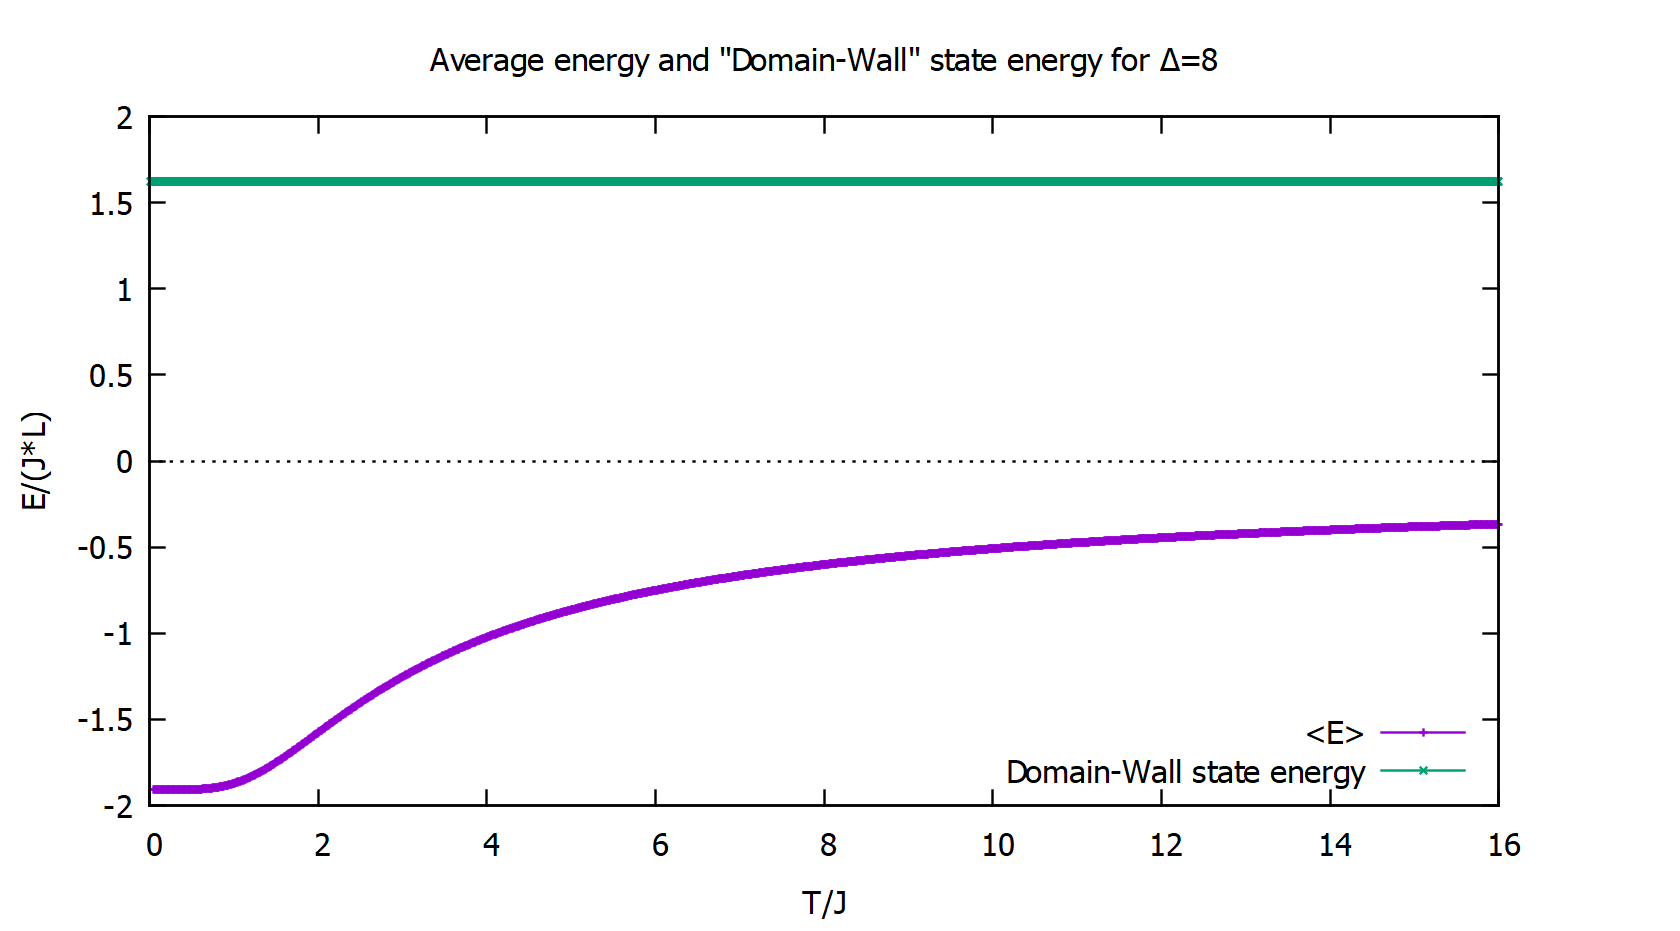 Average energy and "Domain-Wall" state energy for Δ=8
2
1.5
1
0.5
0
-0.5
-1
-1.5
-2
E/(J*L)
<E>
Domain-Wall state energy
0 2 4 6 8 10 12 14 16
T/J